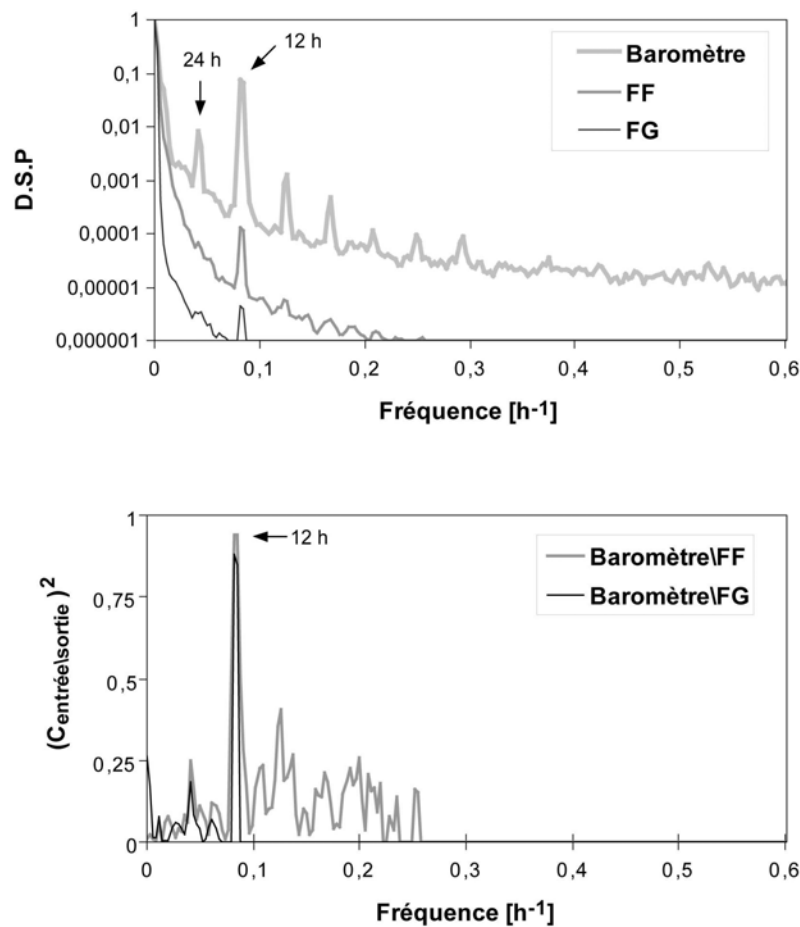 1
0,1
0,01
0,001
0,0001
0,00001
0,000001
D.S.P
24 h
12 h
Baromètre
FF
FG
0
0,1
0,2
0,3
0,4
0,5
0,6
Fréquence [h-1]
1
0.75
0,5
0,25
0
(Centrée\sortie)2
12 h
Baromètre\FF
Baromètre\FG
0
0,1
0,2
0,3
0,4
0,5
0,6
Fréquence [h-1]